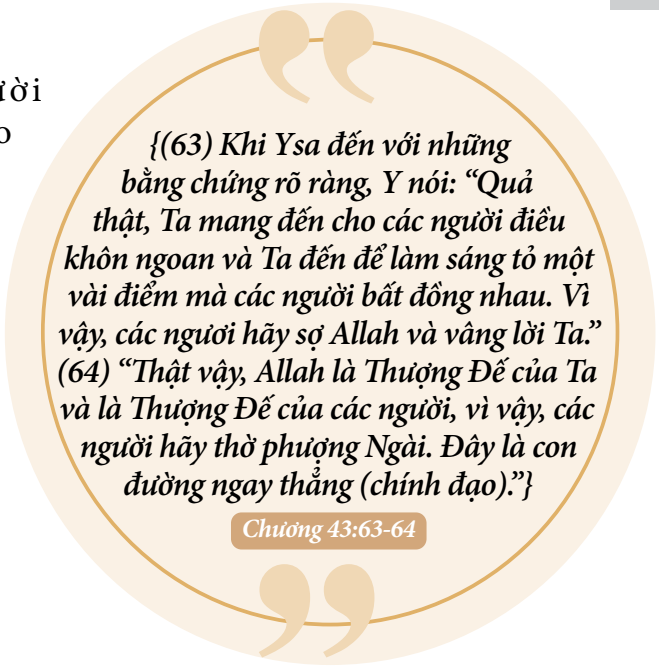 ười
o
{(63) Khi Ysa đến với những
bằng chứng rõ ràng, Y nói: “Quả
thật, Ta mang đến cho các người điều
khôn ngoan và Ta đến để làm sáng tỏ một
vài điểm mà các người bất đồng nhau. Vì
vậy, các ngươi hãy sợ Allah và vâng lời Ta.”
(64) “Thật vậy, Allah là Thượng Đế của Ta
và là Thượng Đế của các người, vì vậy, các
người hãy thờ phượng Ngài. Đây là con
đường ngay thẳng (chính đạo).”}
Chương 43:63-64